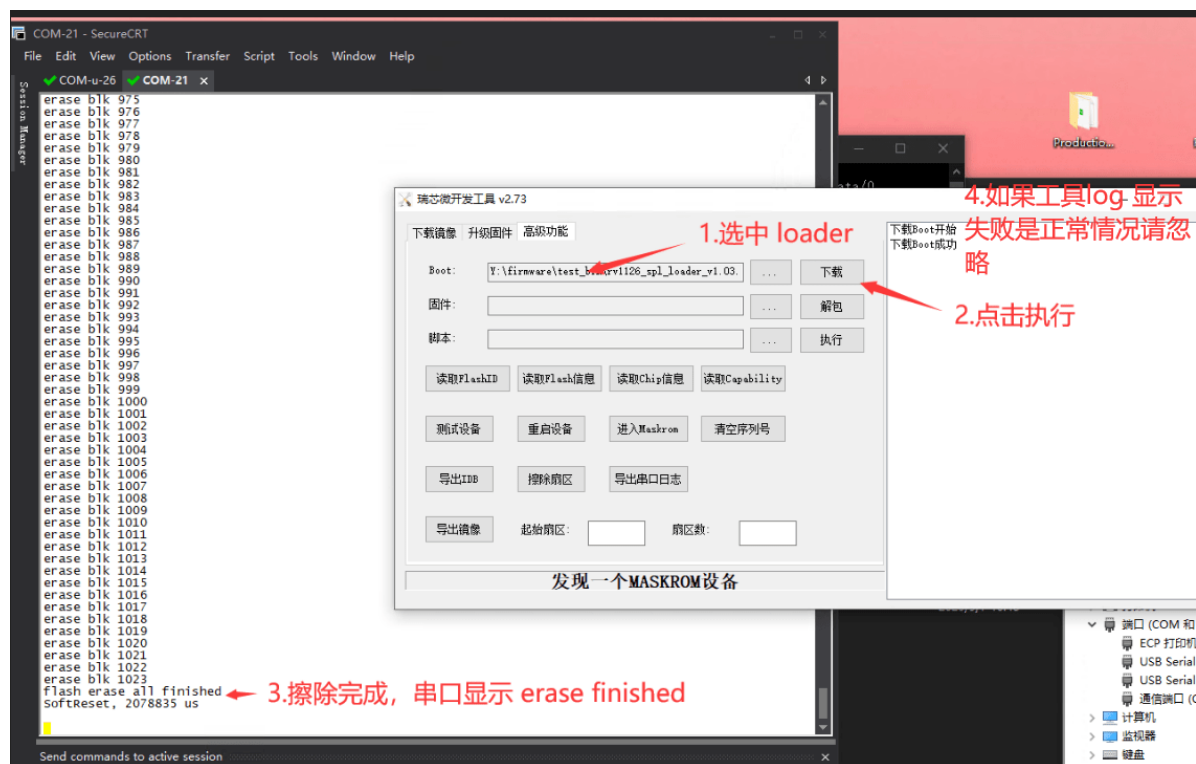 COM-21 - SecureCRT
File Edit View Options Transfer Script Tools Window Help
COM-u-26 COM-21
Session Manager
erase blk 975
erase blk 976
erase blk 977
erase blk 978
erase blk 979
erase blk 980
erase blk 981
erase blk 982
erase blk 983
erase blk 984
erase blk 985
erase blk 986
erase blk 987
erase blk 988
erase blk 989
erase blk 990
erase blk 991
erase blk 992
erase blk 993
erase blk 994
erase blk 995
erase blk 996
erase blk 997
erase blk 998
erase blk 999
erase blk 1000
erase blk 1001
erase blk 1002
erase blk 1003
erase blk 1004
erase blk 1005
erase blk 1006
erase blk 1007
erase blk 1008
erase blk 1009
erase blk 1010
erase blk 1011
erase blk 1012
erase blk 1013
erase blk 1014
erase blk 1015
erase blk 1016
erase blk 1017
erase blk 1018
erase blk 1019
erase blk 1020
erase blk 1021
erase blk 1022
erase blk 1023
flash erase all finished
SoftReset, 2078835 us
3.擦除完成，串口显示 erase finished
Send commands to active session
Productio...
瑞芯微开发工具 v2.73
下载镜像 升级固件 高级功能
1.选中 loader
Boot: 
... 下载
固件: ... 解包
脚本: ... 执行
2.点击执行
读取FlashID 读取Flash信息 读取Chip信息 读取Capability
测试设备 重启设备 进入Maskrom 清空序列号
导出IDB 擦除扇区 导出串口日志
导出镜像 起始扇区: 扇区数:
发现一个MASKROM设备
下载Boot开始
下载Boot成功
4.如果工具log 显示
失败是正常情况请忽
略
端口 (COM 和
ECP 打印机
USB Serial
USB Serial
通信端口 (C
计算机
监视器
键盘